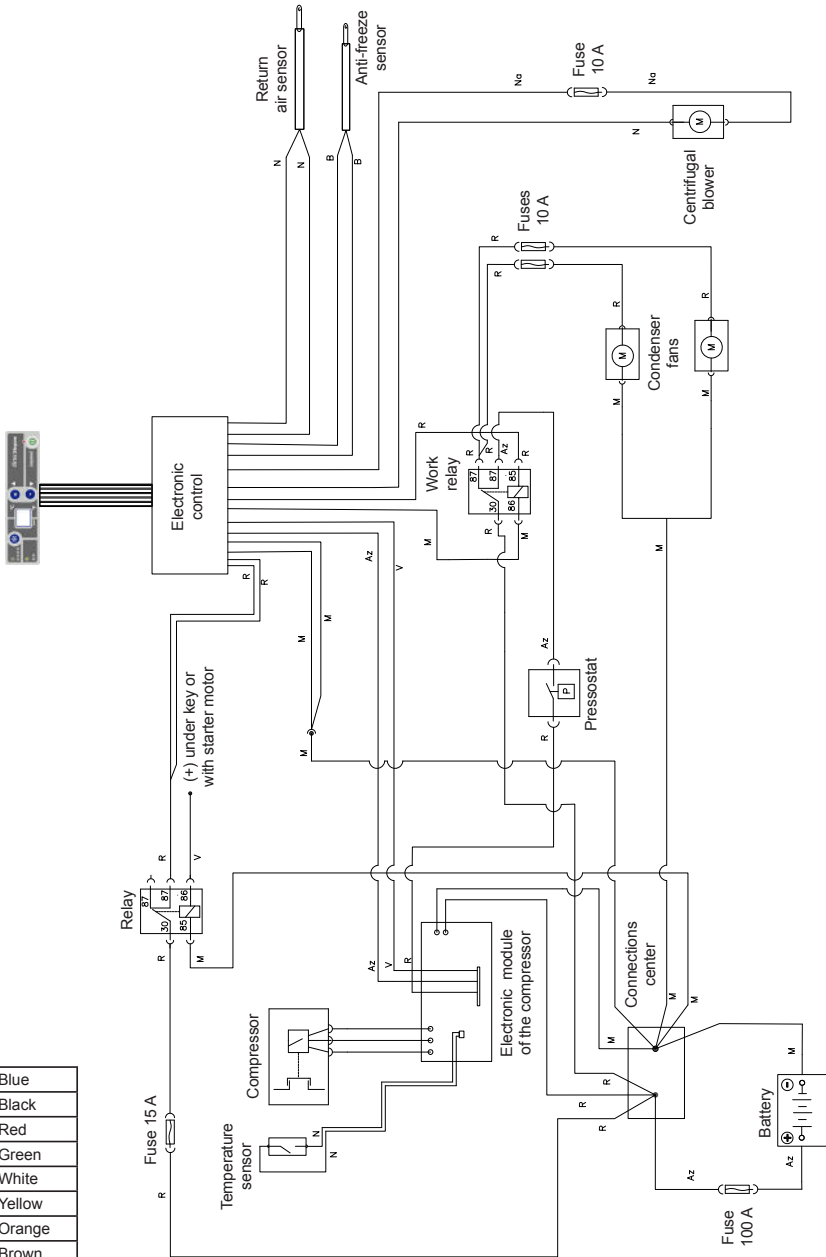 Return
air sensor
Anti-freeze
sensor
N
N
B
B
Na
Fuse
10 A
Na
N
M
Centrifugal
blower
Electronic
control
R
R
Fuses
10 A
R
R
R
R
M
M
Condenser
fans
M
M
M
R
Work
relay
87
87
85
30
86
R
R
Az
R
R
M
M
Az
V
M
M
M
Az
P
Pressostat
R
R
R
(+) under key or
with starter motor
R
V
Relay
87
87
86
30
85
R
M
Az
V
R
Electronic module
of the compressor
Compressor
Temperature
sensor
N
N
Fuse 15 A
R
Connections
center
M
M
M
R
R
R
M
Battery
Az
Az
Fuse
100 A
Blue
Black
Red
Green
White
Yellow
Orange
Brown